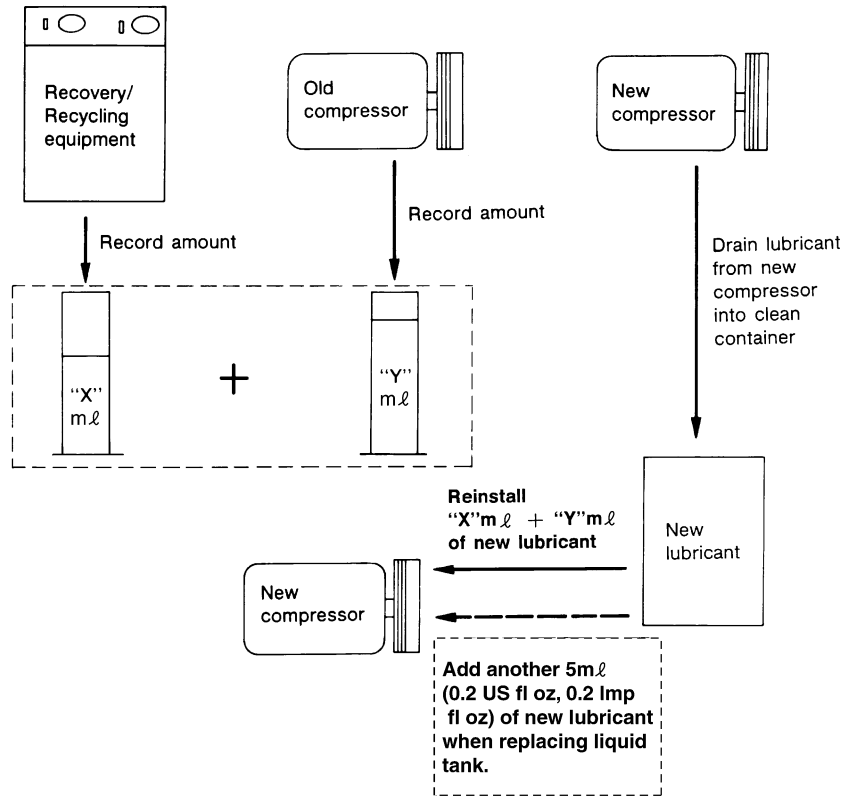 Recovery/
Recycling
equipment
Old
compressor
New
compressor
Record amount
Record amount
Drain lubricant
from new
compressor
into clean
container
“X”
mℓ
+
“Y”
mℓ
Reinstall
“X”mℓ + “Y”mℓ
of new lubricant
New
lubricant
New
compressor
Add another 5mℓ
(0.2 US fl oz, 0.2 Imp
fl oz) of new lubricant
when replacing liquid
tank.